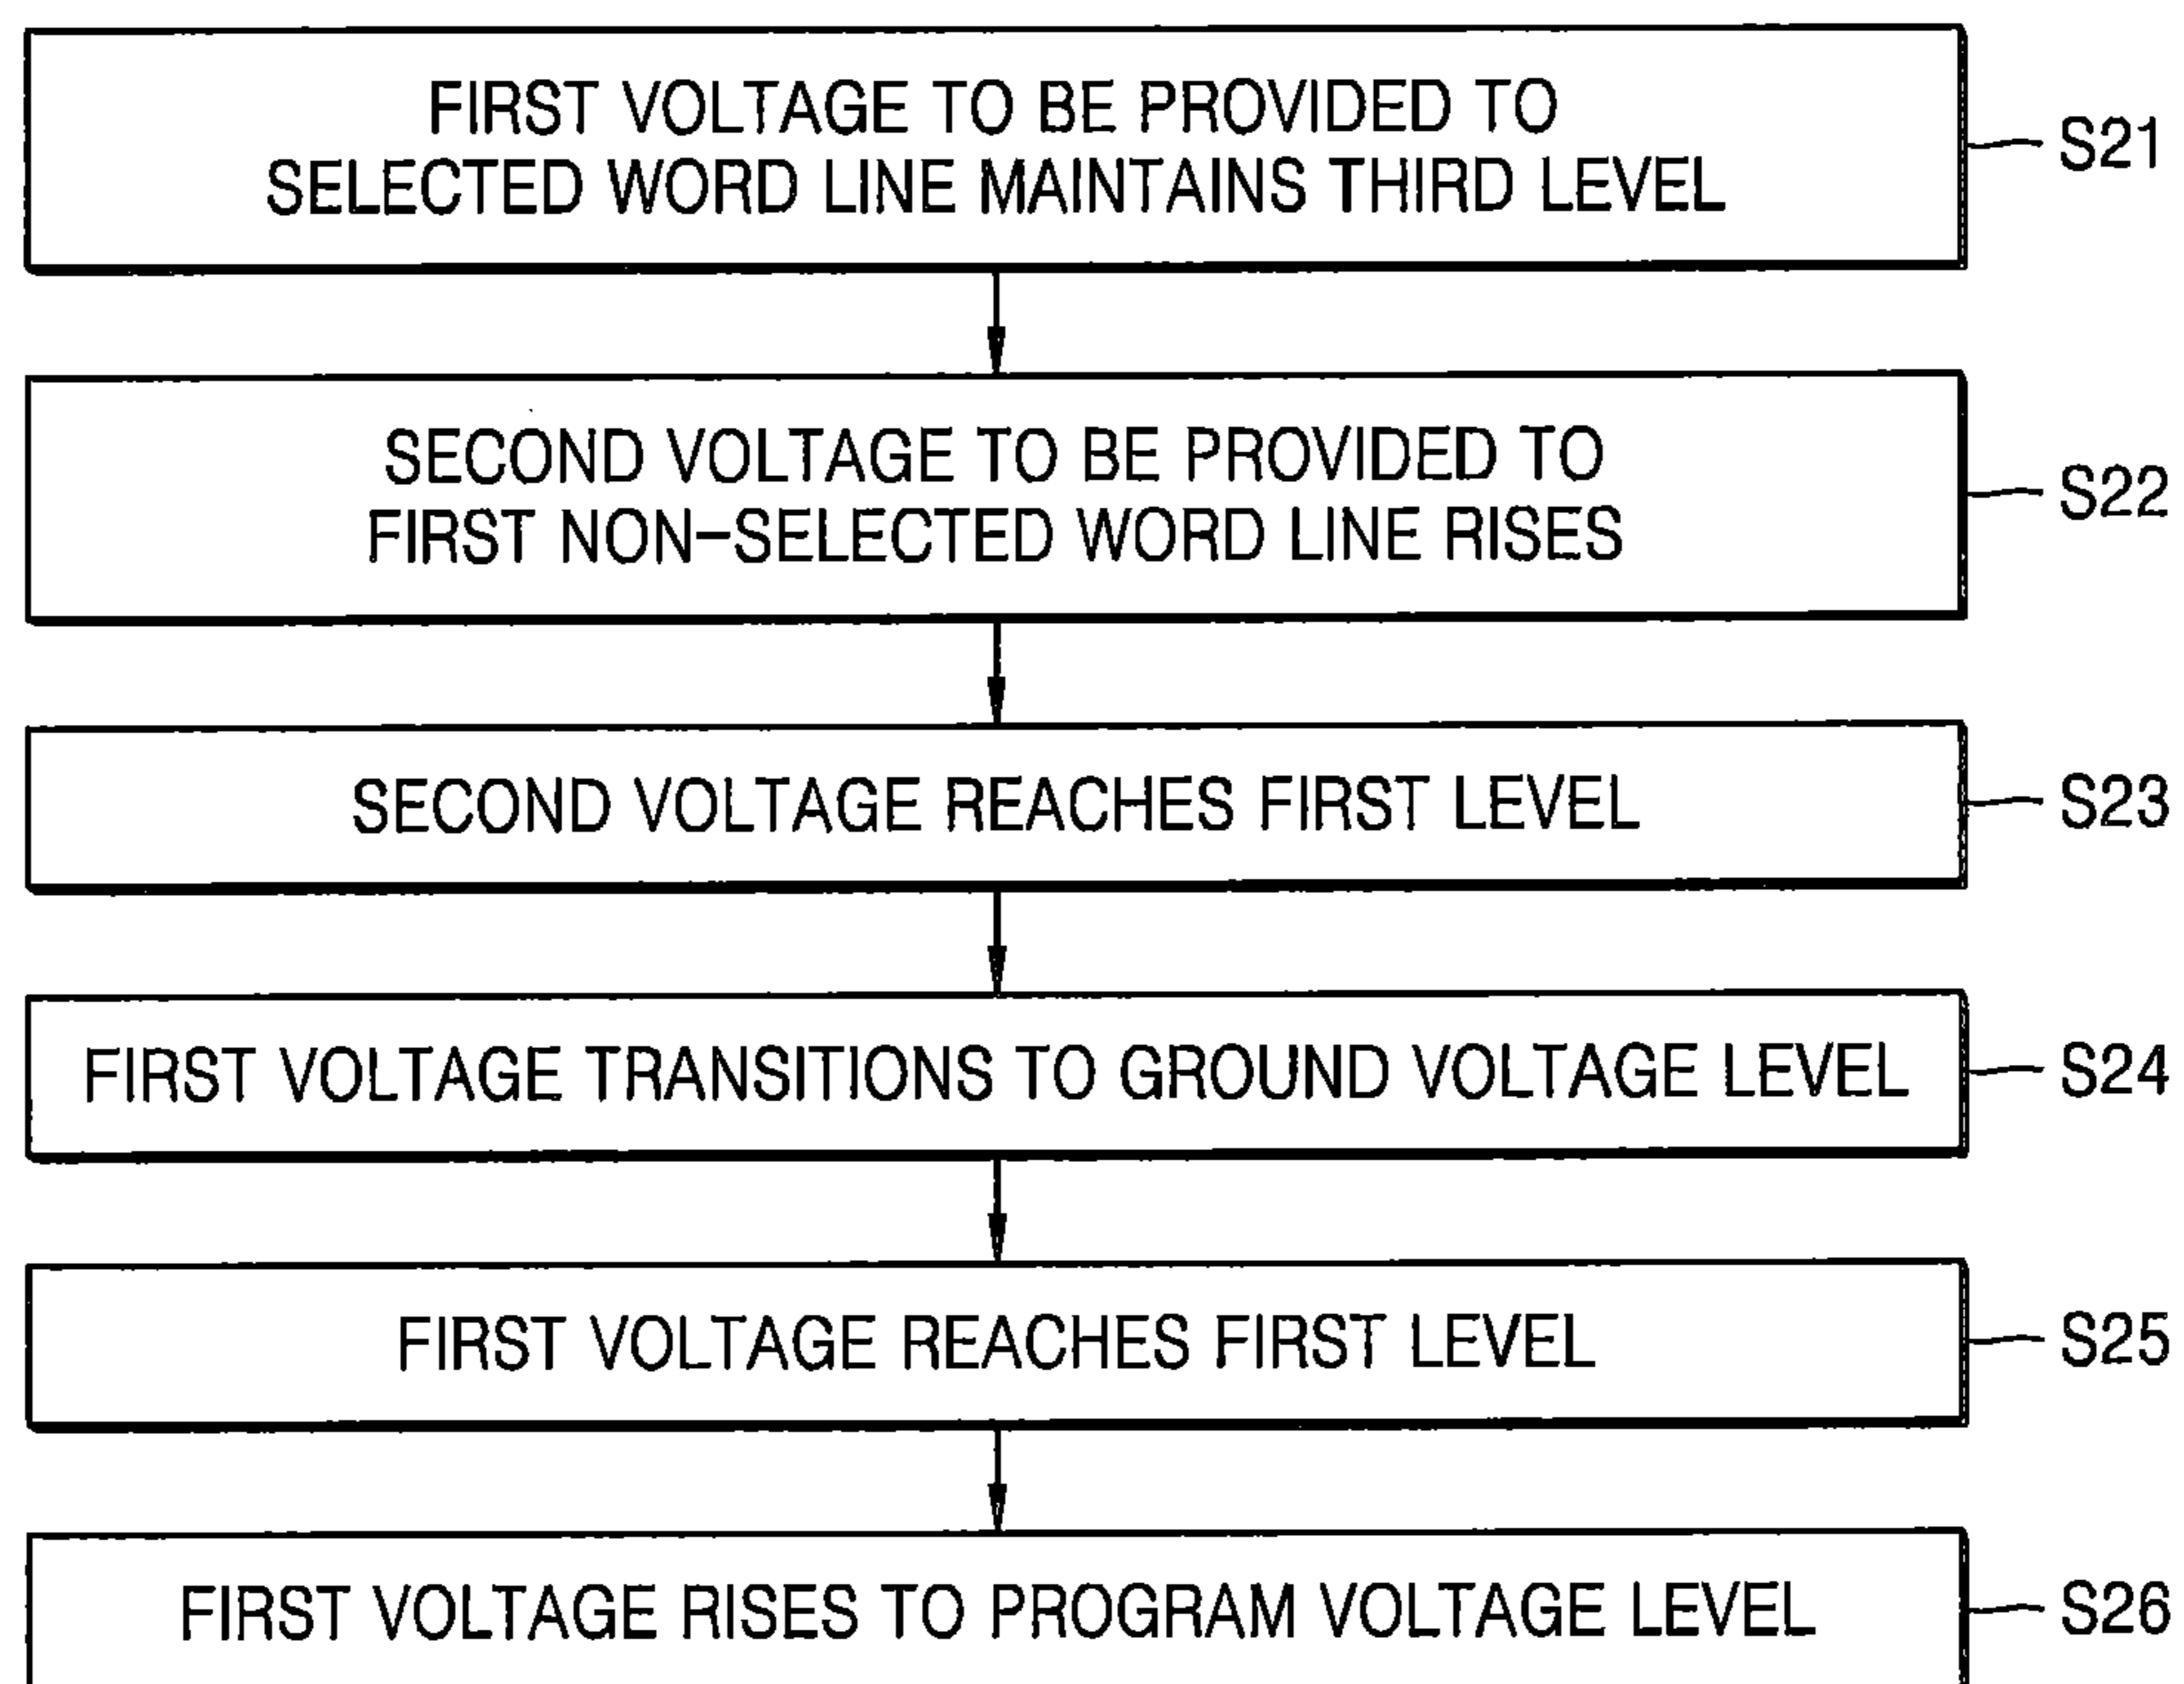 FIRST VOLTAGE TO BE PROVIDED TO
SELECTED WORD LINE MAINTAINS THIRD LEVEL
S21
SECOND VOLTAGE TO BE PROVIDED TO
FIRST NON-SELECTED WORD LINE RISES
S22
SECOND VOLTAGE REACHES FIRST LEVEL
S23
FIRST VOLTAGE TRANSITIONS TO GROUND VOLTAGE LEVEL
S24
FIRST VOLTAGE REACHES FIRST LEVEL
S25
FIRST VOLTAGE RISES TO PROGRAM VOLTAGE LEVEL
S26